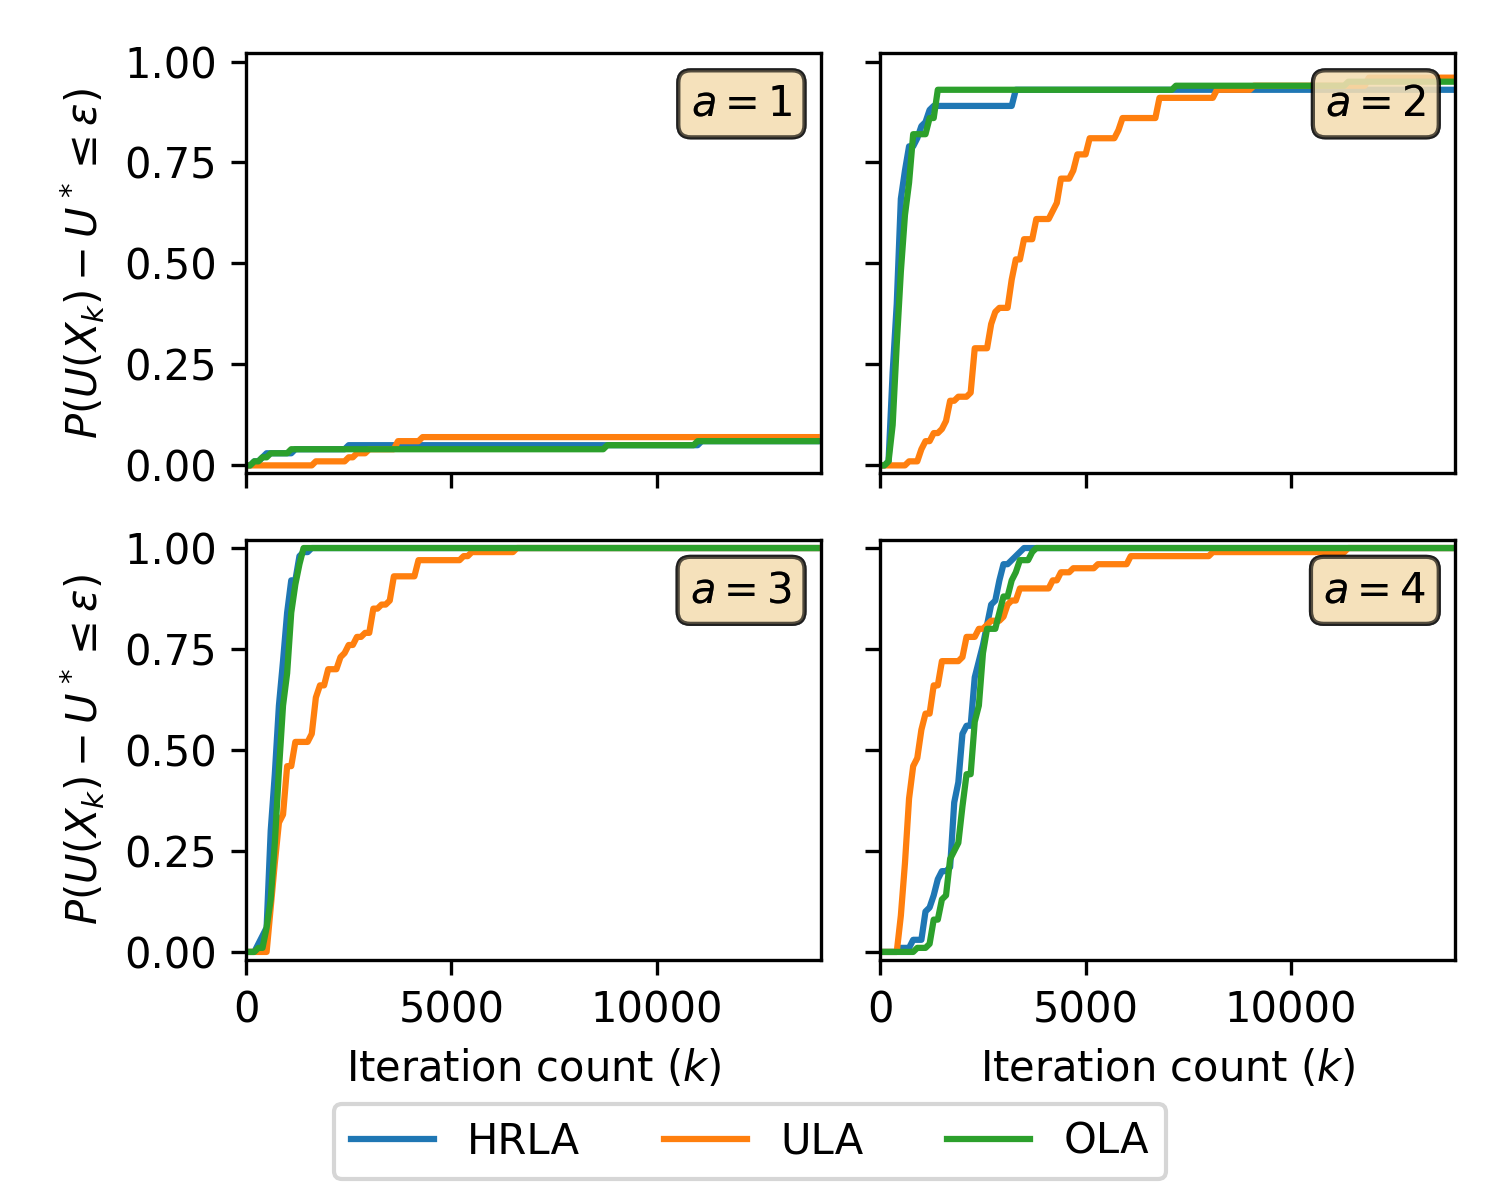 1.00
0.75
0.50
0.25
0.00
P(U(X_k) − U* ≤ ε)
a = 1
a = 2
1.00
0.75
0.50
0.25
0.00
P(U(X_k) − U* ≤ ε)
a = 3
a = 4
0 5000 10000
0 5000 10000
Iteration count (k)
Iteration count (k)
HRLA ULA OLA